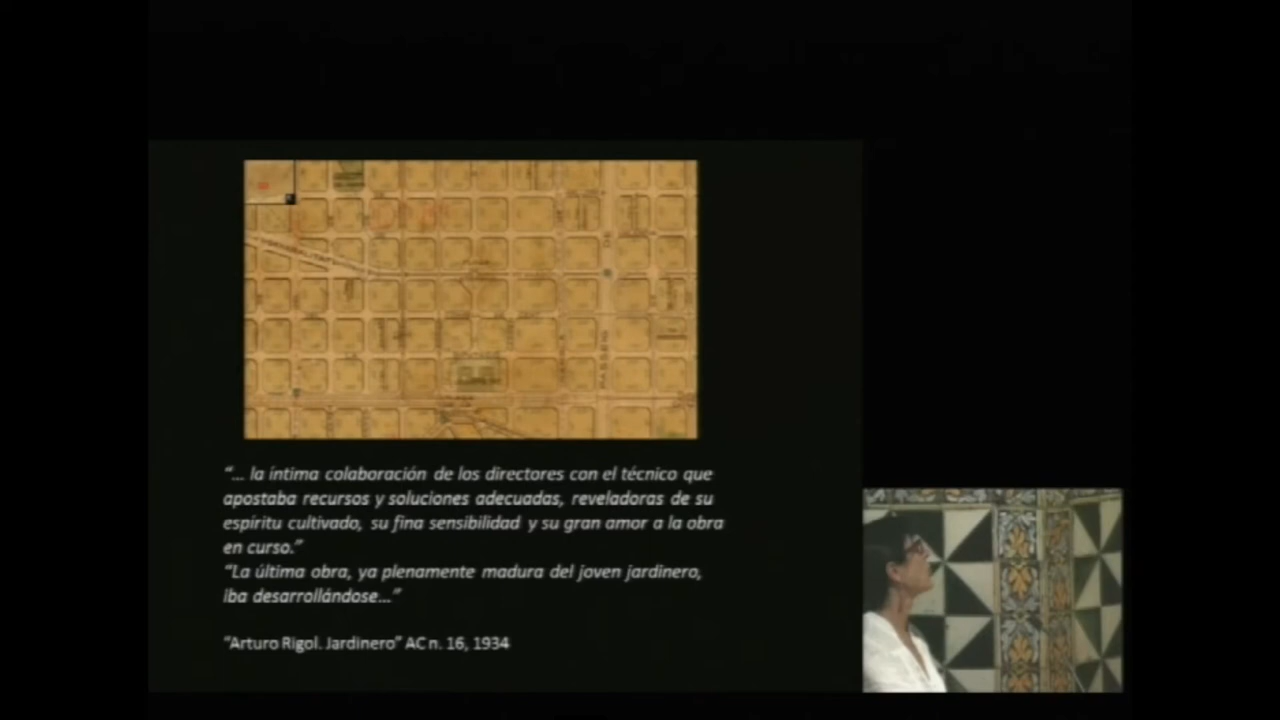 “... la íntima colaboración de los directores con el técnico que
apostaba recursos y soluciones adecuadas, reveladoras de su
espíritu cultivado, su fina sensibilidad y su gran amor a la obra
en curso.”
“La última obra, ya plenamente madura del joven jardinero,
iba desarrollándose...”
“Arturo Rigol. Jardinero” AC n. 16, 1934